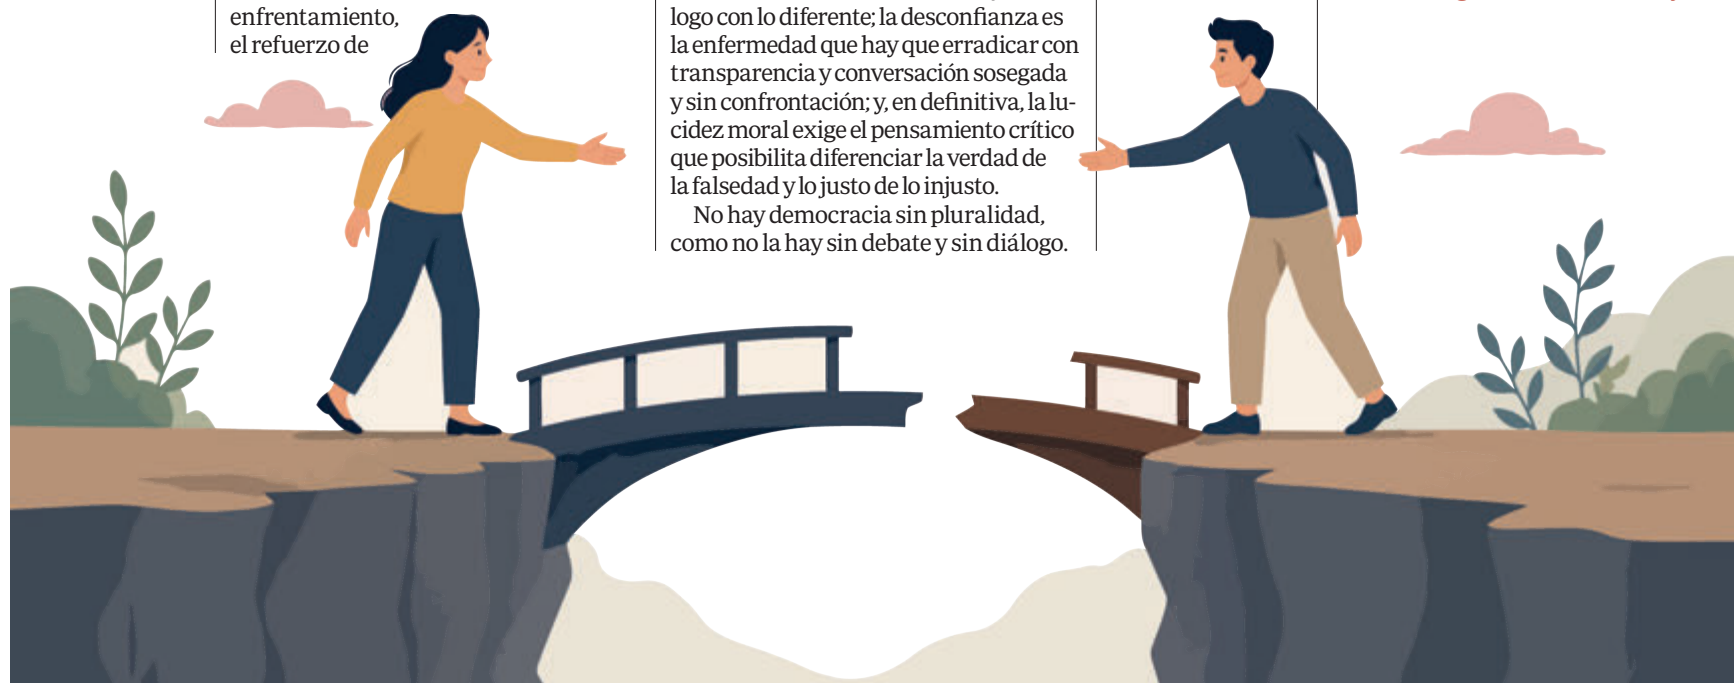 enfrentamiento,
el refuerzo de
logo con lo diferente; la desconfianza es
la enfermedad que hay que erradicar con
transparencia y conversación sosegada
y sin confrontación; y, en definitiva, la lu-
cidez moral exige el pensamiento crítico
que posibilita diferenciar la verdad de
la falsedad y lo justo de lo injusto.
No hay democracia sin pluralidad,
como no la hay sin debate y sin diálogo.